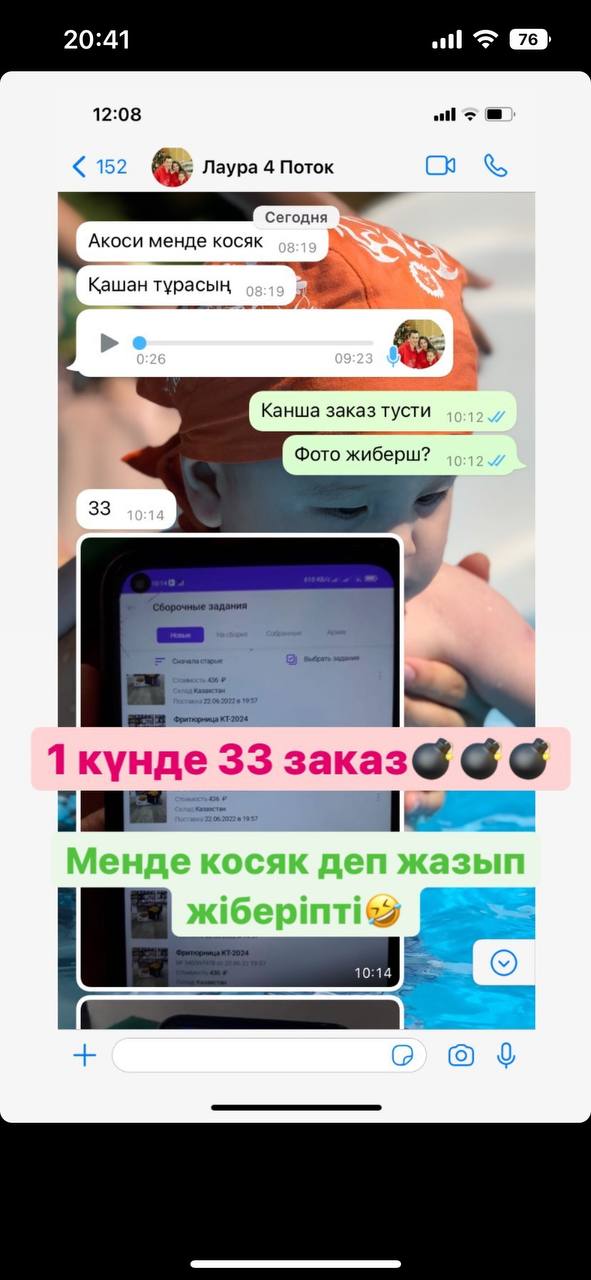 20:41
76
12:08
152
Лаура 4 Поток
Сегодня
Акоси менде косяк 08:19
Қашан тұрасың 08:19
0:26 09:23
Канша заказ тусти 10:12
Фото жиберш? 10:12
33 10:14
Сборочные задания
Новые На сборке Собранные Архив
Сначала старые Выбрать задания
Стоимость 436 ₽
Склад Казахстан
Поставка 22.06.2022 в 19:57
Фритюрница КТ-2024
1 күнде 33 заказ💣💣💣
Стоимость 436 ₽
Склад Казахстан
Поставка 22.06.2022 в 19:57
Менде косяк деп жазып
жіберіпті🤣
Фритюрница КТ-2024
10:14